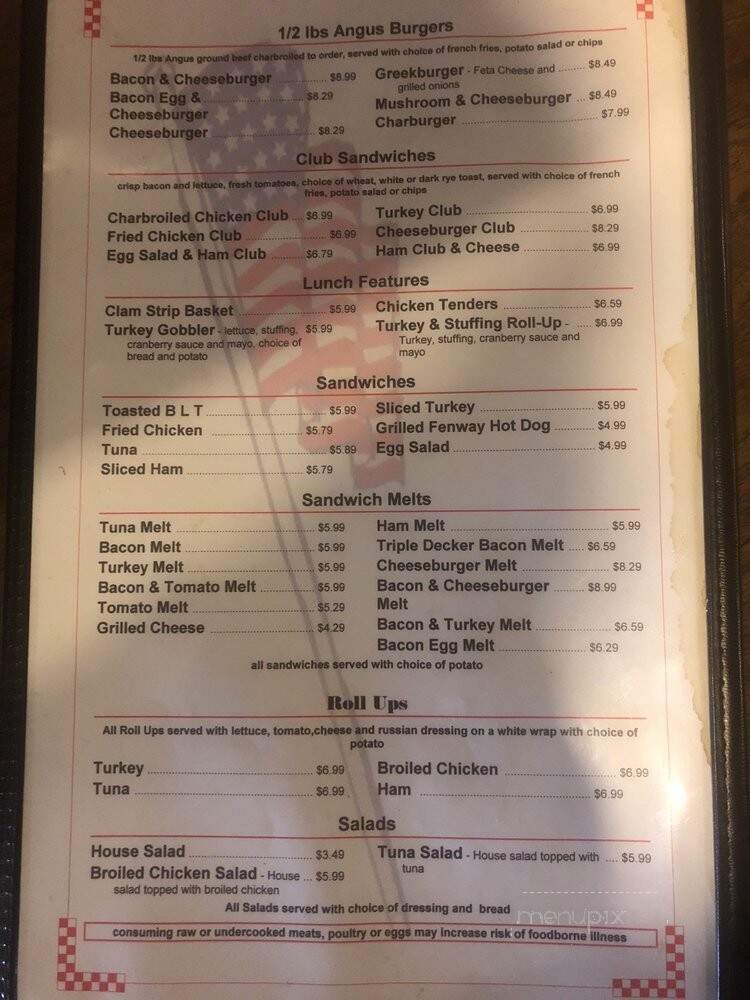 1/2 lbs Angus Burgers
1/2 lbs Angus ground beef charbroiled to order, served with choice of french fries, potato salad or chips
Bacon & Cheeseburger ............ $8.99
Bacon Egg & ............ $8.29
Cheeseburger
Cheeseburger ............ $8.29
Greekburger - Feta Cheese and ......... $8.49
grilled onions
Mushroom & Cheeseburger ... $8.49
Charburger ............ $7.99
Club Sandwiches
crisp bacon and lettuce, fresh tomatoes, choice of wheat, white or dark rye toast, served with choice of french
fries, potato salad or chips
Charbroiled Chicken Club ... $6.99
Fried Chicken Club ............ $6.99
Egg Salad & Ham Club ......... $6.79
Turkey Club ............ $6.99
Cheeseburger Club ............ $8.29
Ham Club & Cheese ............ $6.99
Lunch Features
Clam Strip Basket ............ $5.99
Turkey Gobbler - lettuce, stuffing, $5.99
cranberry sauce and mayo, choice of
bread and potato
Chicken Tenders ............ $6.59
Turkey & Stuffing Roll-Up - ..... $6.99
Turkey, stuffing, cranberry sauce and
mayo
Sandwiches
Toasted B L T ............ $5.99
Fried Chicken ............ $5.79
Tuna ............ $5.89
Sliced Ham ............ $5.79
Sliced Turkey ............ $5.99
Grilled Fenway Hot Dog ............ $4.99
Egg Salad ............ $4.99
Sandwich Melts
Tuna Melt ............ $5.99
Bacon Melt ............ $5.99
Turkey Melt ............ $5.99
Bacon & Tomato Melt ............ $5.99
Tomato Melt ............ $5.29
Grilled Cheese ............ $4.29
Ham Melt ............ $5.99
Triple Decker Bacon Melt ..... $6.59
Cheeseburger Melt ............ $8.29
Bacon & Cheeseburger ......... $8.99
Melt
Bacon & Turkey Melt ............ $6.59
Bacon Egg Melt ............ $6.29
all sandwiches served with choice of potato
Roll Ups
All Roll Ups served with lettuce, tomato,cheese and russian dressing on a white wrap with choice of
potato
Turkey ............ $6.99
Tuna ............ $6.99
Broiled Chicken ............ $6.99
Ham ............ $6.99
Salads
House Salad ............ $3.49
Broiled Chicken Salad - House ... $5.99
salad topped with broiled chicken
Tuna Salad - House salad topped with .... $5.99
tuna
All Salads served with choice of dressing and bread
menupix
consuming raw or undercooked meats, poultry or eggs may increase risk of foodborne illness